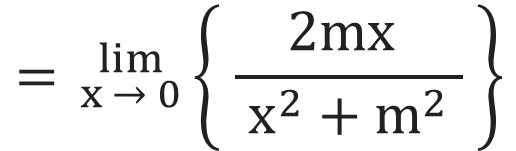 = lim x → 0 { 2mx / x² + m² }